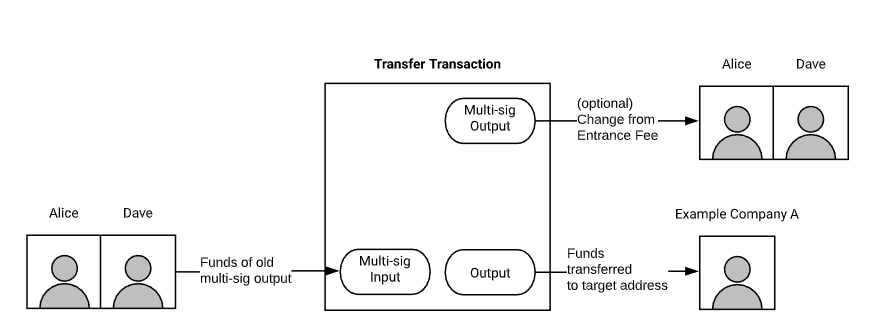 Transfer Transaction
Alice
Dave
Multi-sig
Output
(optional)
Change from
Entrance Fee
Alice
Dave
Funds of old
multi-sig output
Multi-sig
Input
Output
Funds
transferred
to target address
Example Company A